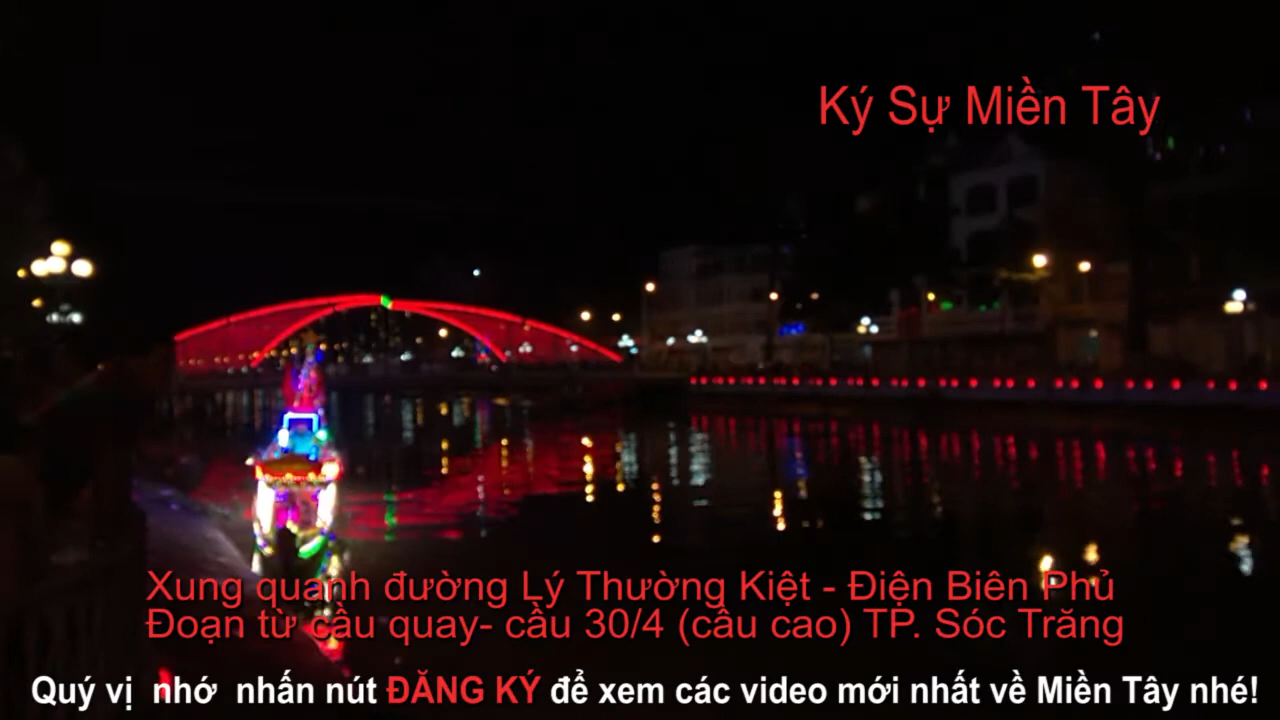 Ký Sự Miền Tây
Xung quanh đường Lý Thường Kiệt - Điện Biên Phủ
Đoạn từ cầu quay- cầu 30/4 (cầu cao) TP. Sóc Trăng
Quý vị nhớ nhấn nút ĐĂNG KÝ để xem các video mới nhất về Miền Tây nhé!